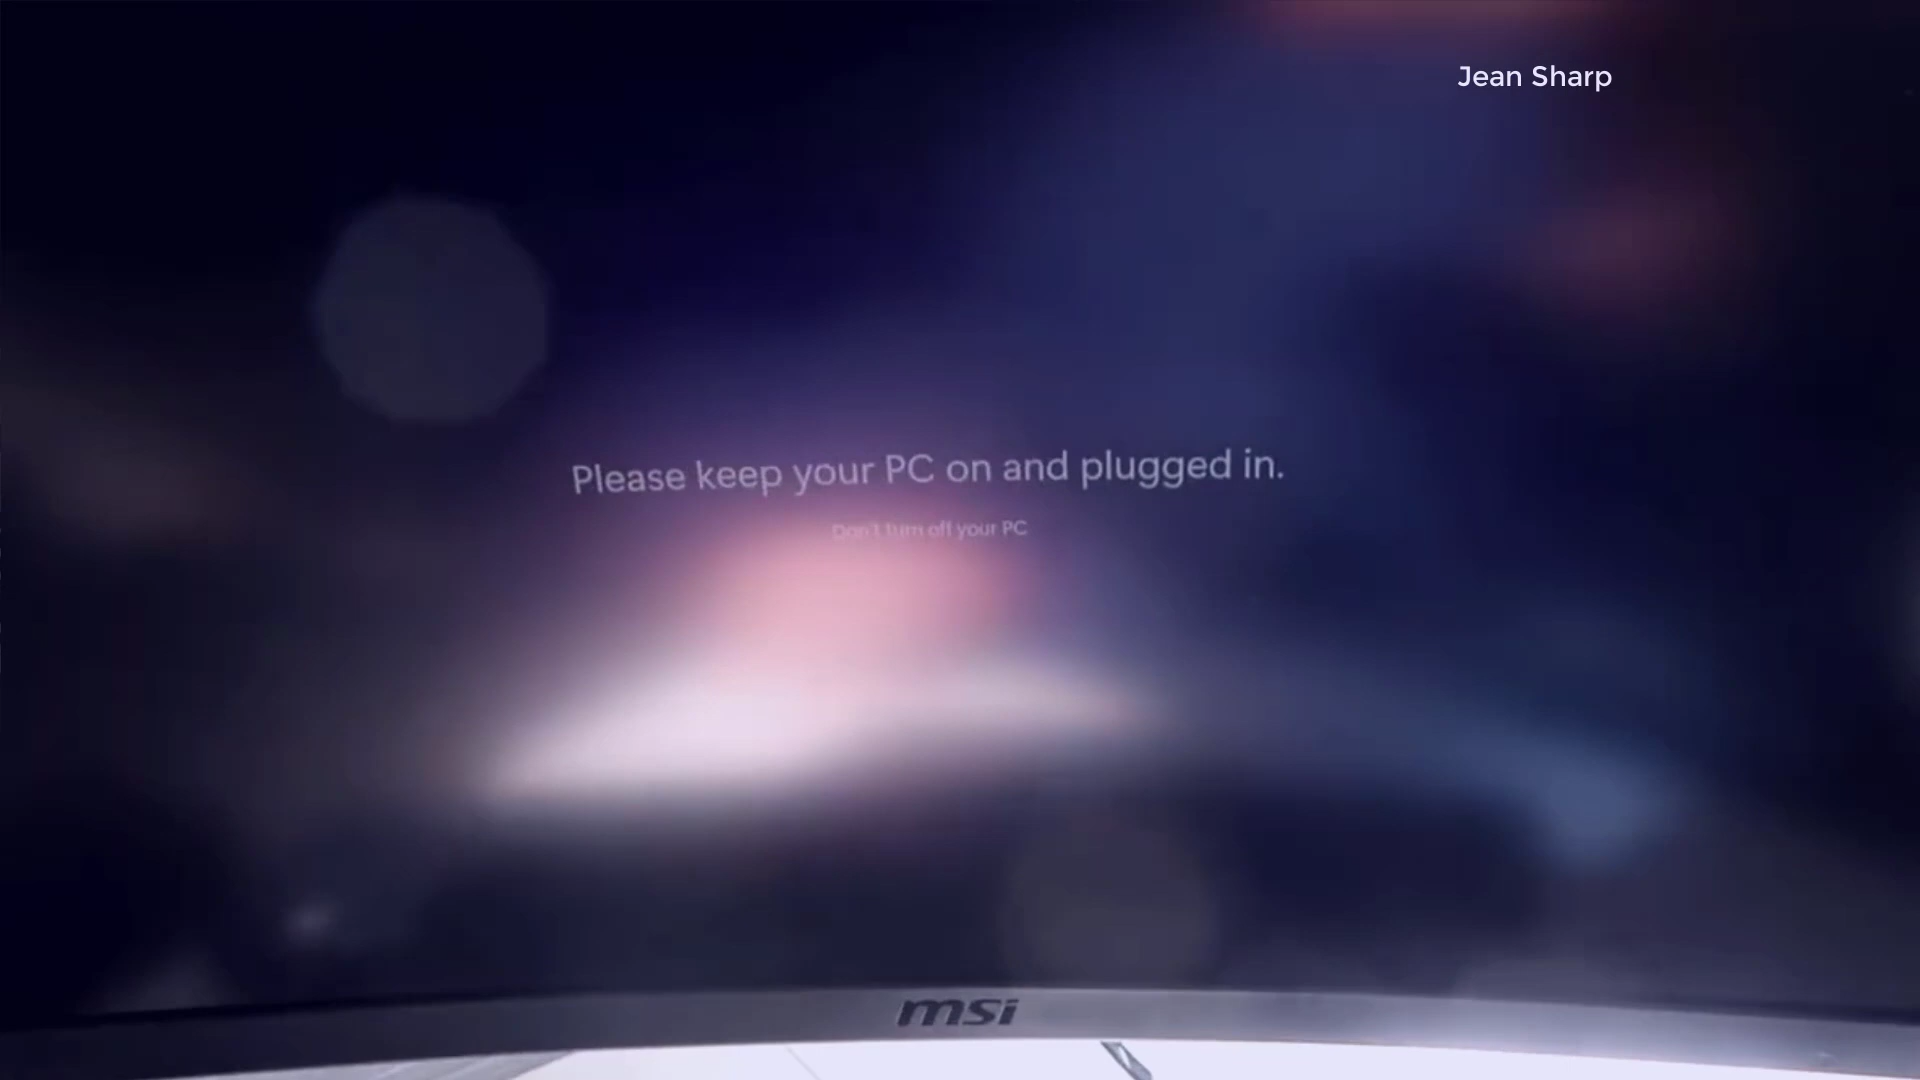 Jean Sharp
Please keep your PC on and plugged in.
Don't turn off your PC
msi